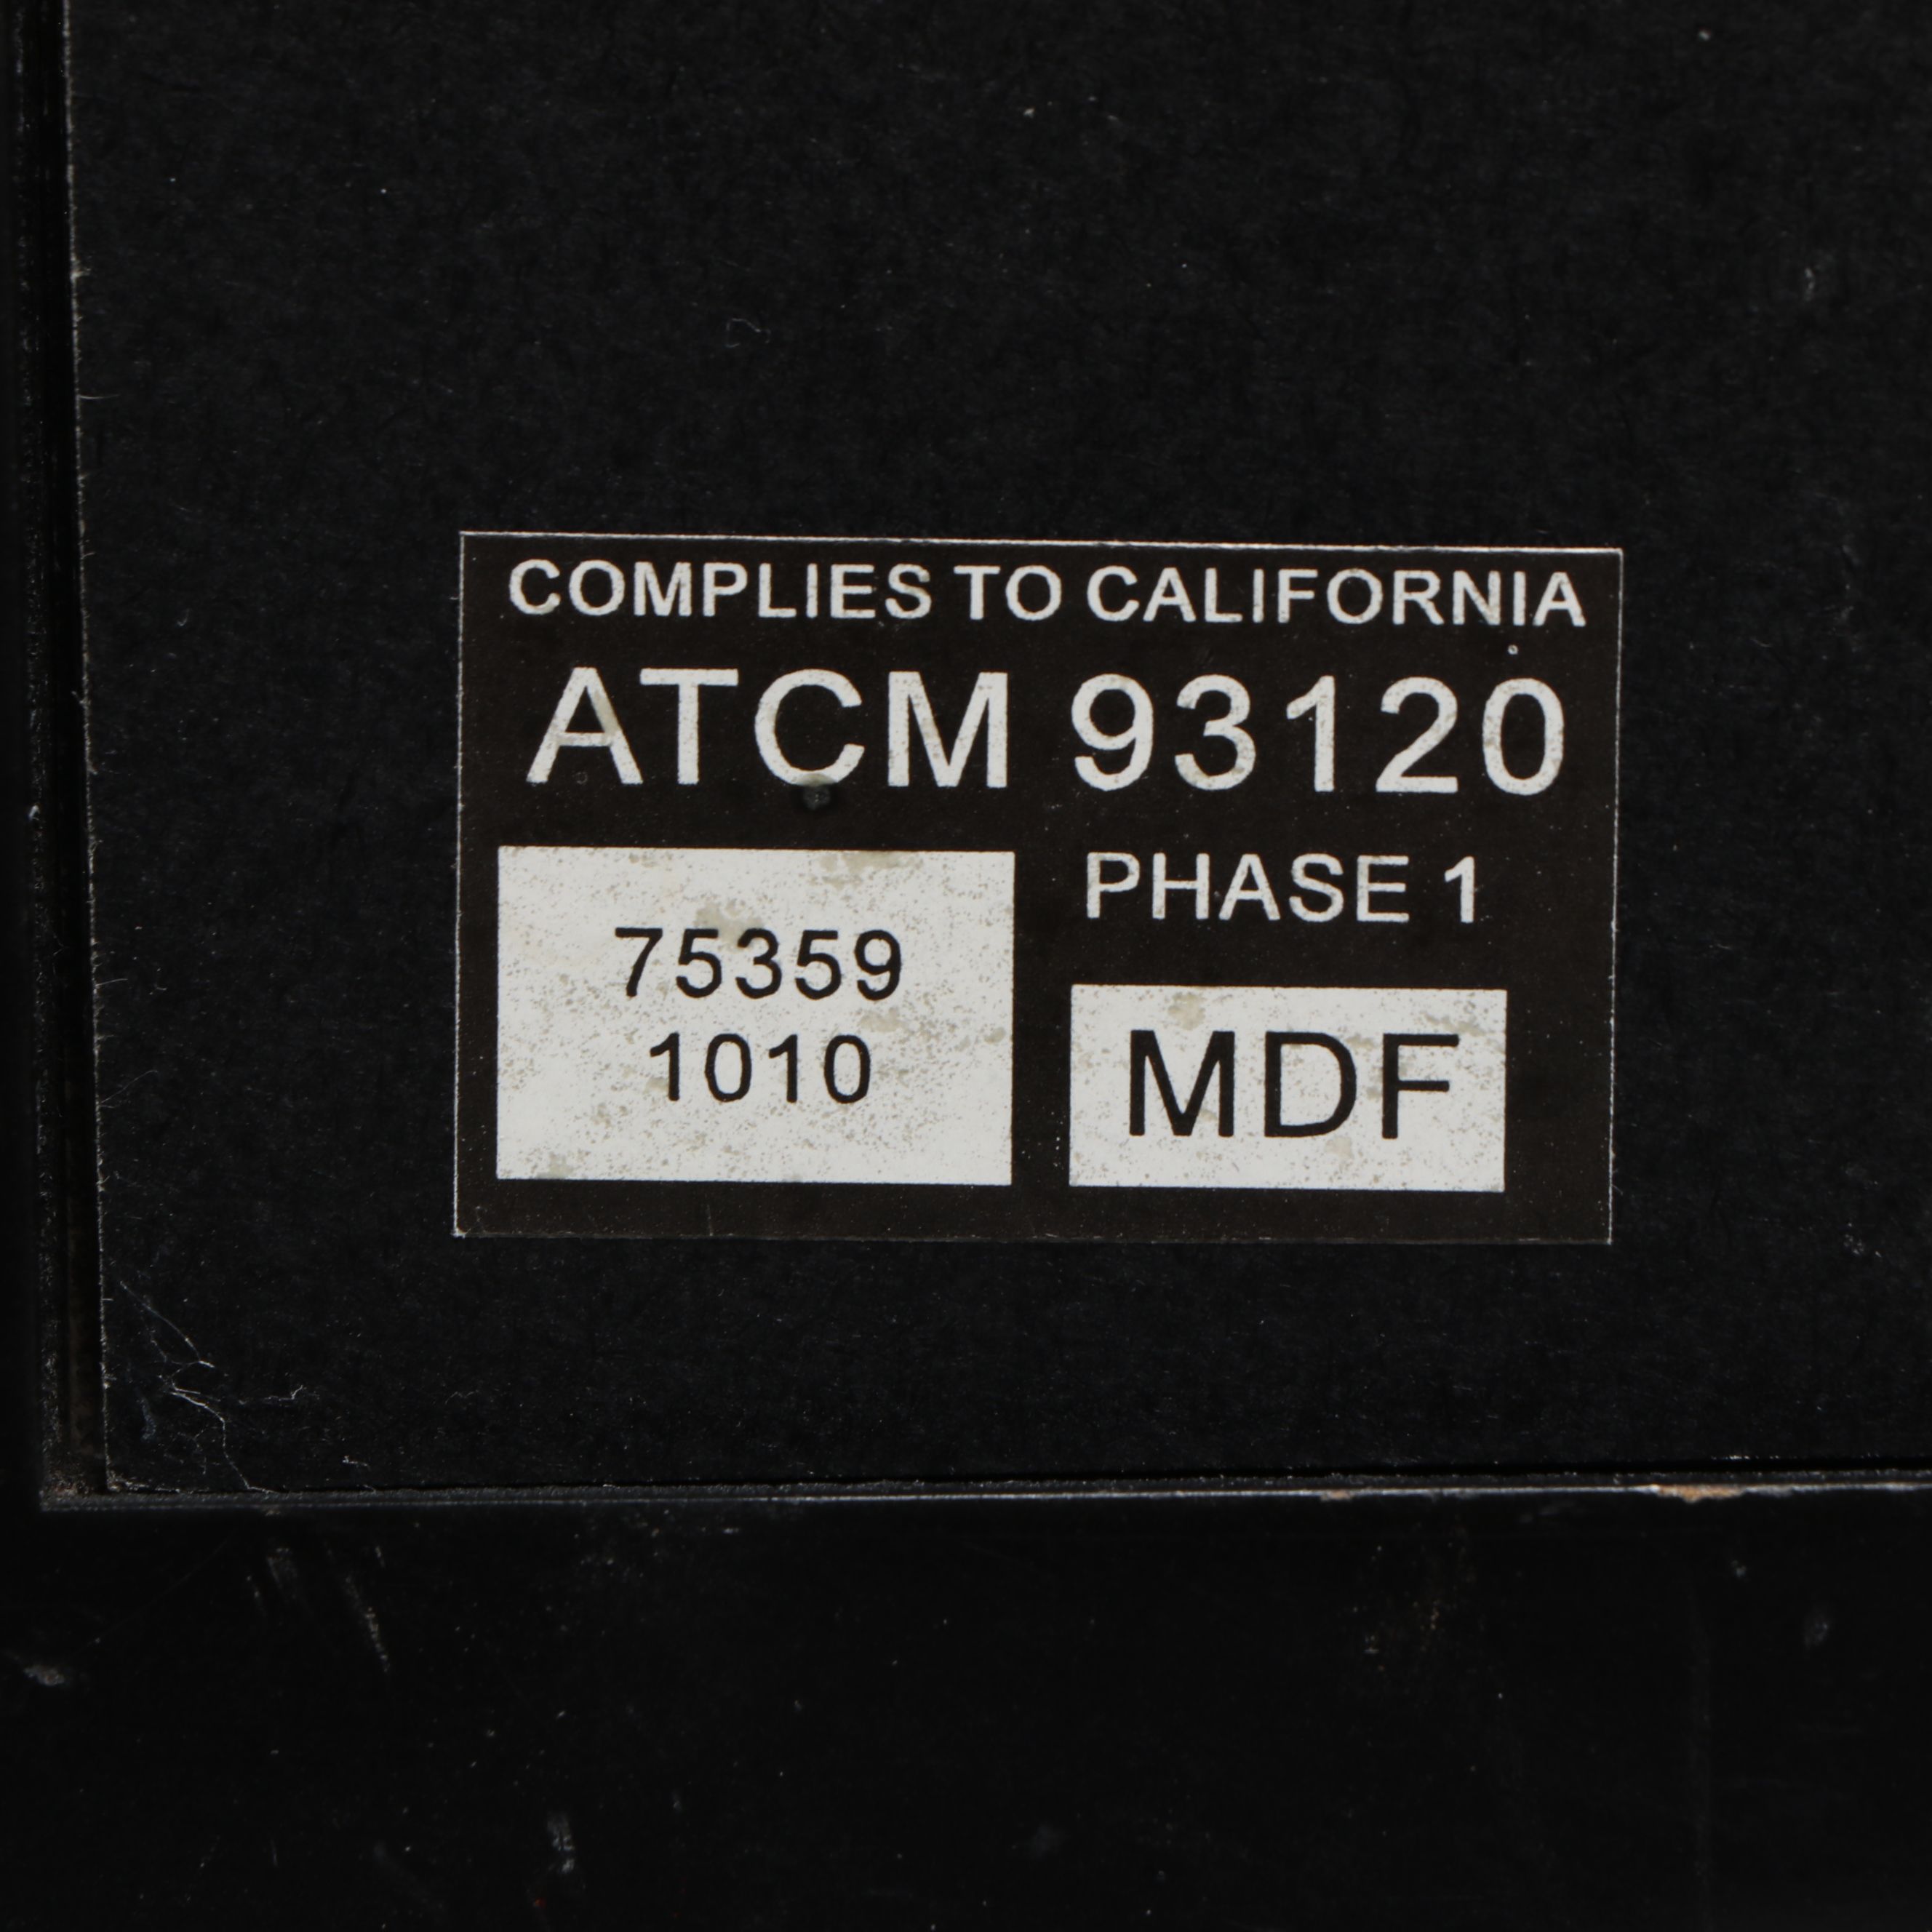 COMPLIES TO CALIFORNIA
ATCM 93120
PHASE 1
75359
1010
MDF